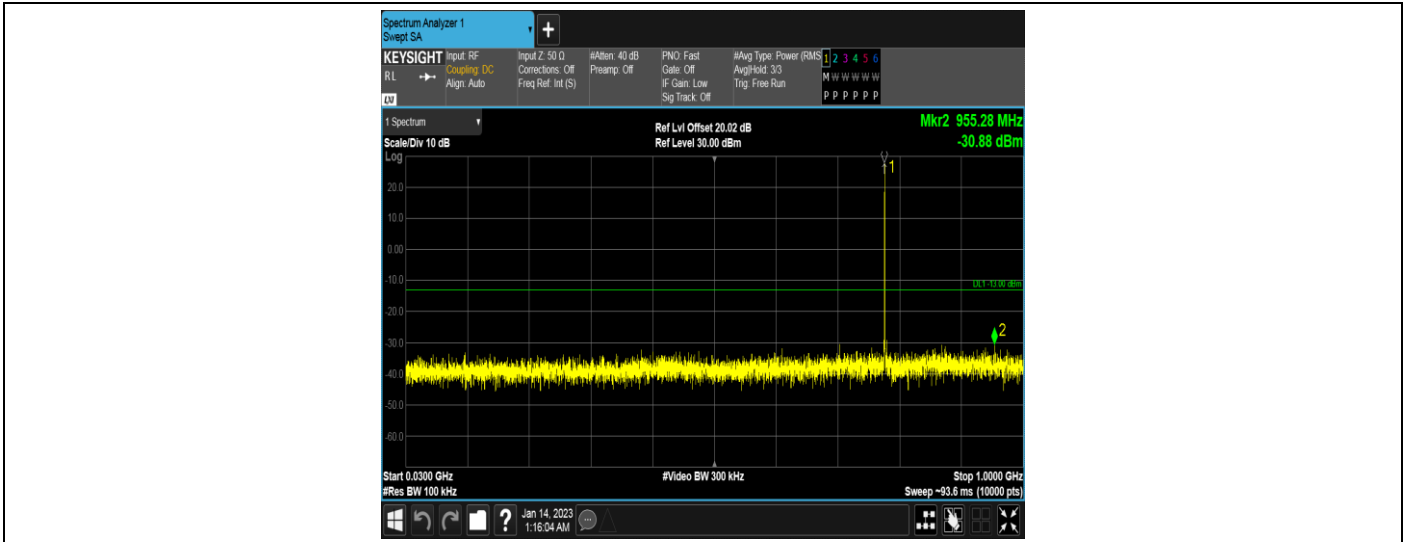 Spectrum Analyzer 1
Swept SA
+
KEYSIGHT
RL
LXI
Input: RF
Coupling: DC
Align: Auto
Input Z: 50 Ω
Corrections: Off
Freq Ref: Int (S)
#Atten: 40 dB
Preamp: Off
PNO: Fast
Gate: Off
IF Gain: Low
Sig Track: Off
#Avg Type: Power (RMS
Avg|Hold: 3/3
Trig: Free Run
1 2 3 4 5 6
M W W W W W
P P P P P P
1 Spectrum
Scale/Div 10 dB
Log
Ref Lvl Offset 20.02 dB
Ref Level 30.00 dBm
Mkr2 955.28 MHz
-30.88 dBm
1
20.0
10.0
0.00
-10.0
DL1 -13.00 dBm
-20.0
-30.0
2
-40.0
-50.0
-60.0
Start 0.0300 GHz
#Res BW 100 kHz
#Video BW 300 kHz
Stop 1.0000 GHz
Sweep ~93.6 ms (10000 pts)
?
Jan 14, 2023
1:16:04 AM